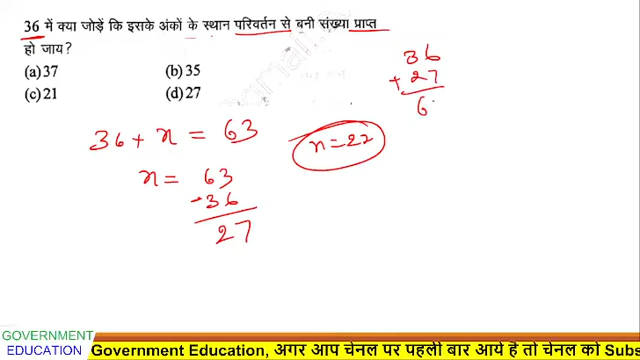 36 में क्या जोड़ें कि इसके अंकों के स्थान परिवर्तन से बनी संख्या प्राप्त
हो जाय?
(a) 37 (b) 35
(c) 21 (d) 27
36 + n = 63
n = 63
- 36
27
n = 22
36
+ 27
6
GOVERNMENT
EDUCATION
Government Education, अगर आप चेनल पर पहली बार आये है तो चेनल को Subs